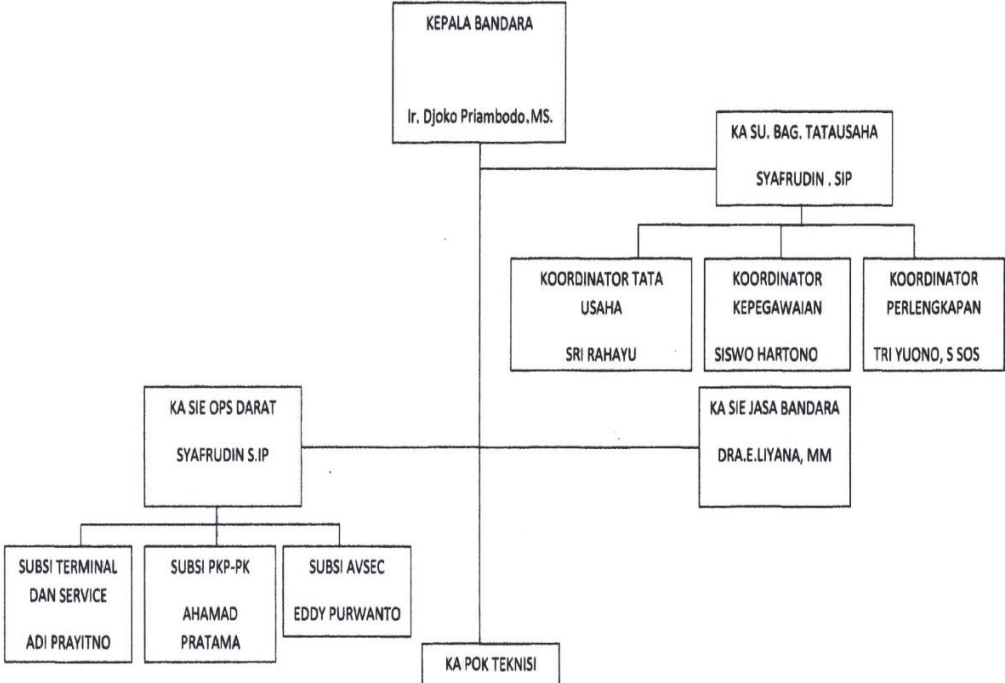 KEPALA BANDARA
Ir. Djoko Priambodo.MS.
KA SU. BAG. TATAUSAHA
SYAFRUDIN . SIP
KOORDINATOR TATA
USAHA
SRI RAHAYU
KOORDINATOR
KEPEGAWAIAN
SISWO HARTONO
KOORDINATOR
PERLENGKAPAN
TRI YUONO, S SOS
KA SIE OPS DARAT
SYAFRUDIN S.IP
KA SIE JASA BANDARA
DRA.E.LIYANA, MM
SUBSI TERMINAL
DAN SERVICE
ADI PRAYITNO
SUBSI PKP-PK
AHAMAD
PRATAMA
SUBSI AVSEC
EDDY PURWANTO
KA POK TEKNISI